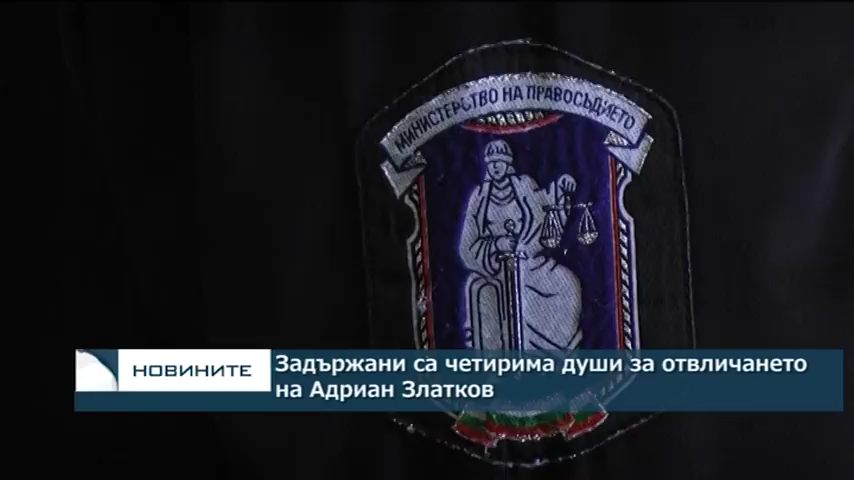 МИНИСТЕРСТВО НА ПРАВОСЪДИЕТО
НОВИНИТЕ
Задържани са четирима души за отвличането
на Адриан Златков